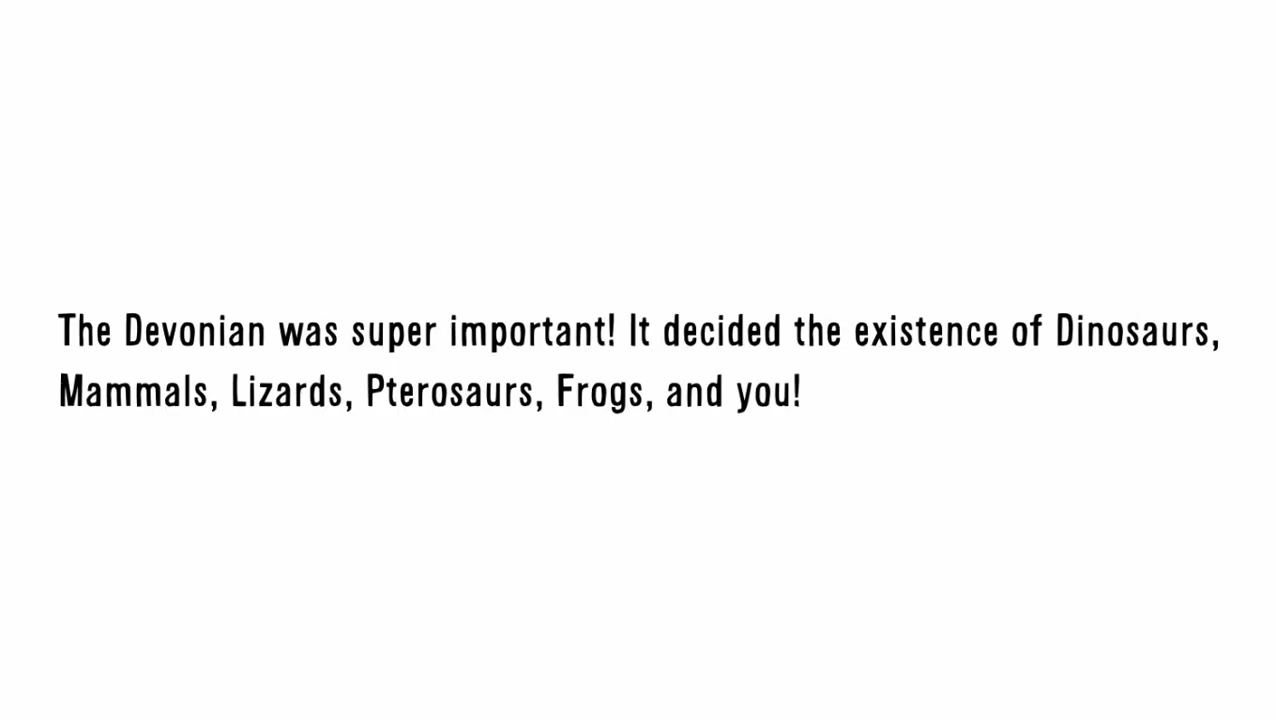 The Devonian was super important! It decided the existence of Dinosaurs,
Mammals, Lizards, Pterosaurs, Frogs, and you!